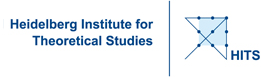 Heidelberg Institute for
Theoretical Studies
HITS